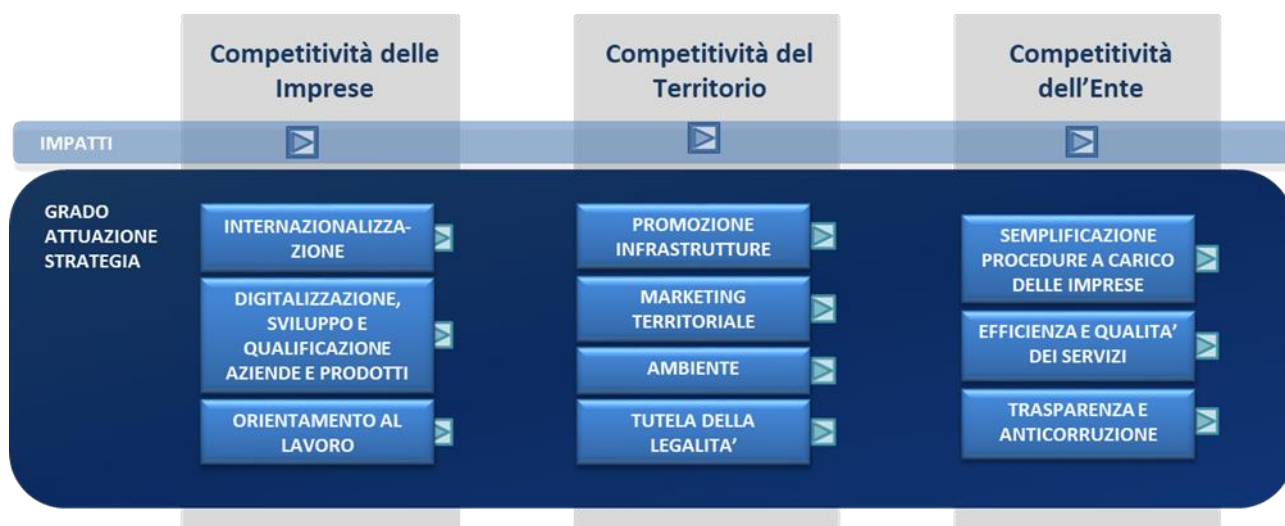 Competitività delle
Imprese
Competitività del
Territorio
Competitività
dell’Ente
IMPATTI
GRADO
ATTUAZIONE
STRATEGIA
INTERNAZIONALIZZA-
ZIONE
DIGITALIZZAZIONE,
SVILUPPO E
QUALIFICAZIONE
AZIENDE E PRODOTTI
ORIENTAMENTO AL
LAVORO
PROMOZIONE
INFRASTRUTTURE
MARKETING
TERRITORIALE
AMBIENTE
TUTELA DELLA
LEGALITA’
SEMPLIFICAZIONE
PROCEDURE A CARICO
DELLE IMPRESE
EFFICIENZA E QUALITA’
DEI SERVIZI
TRASPARENZA E
ANTICORRUZIONE